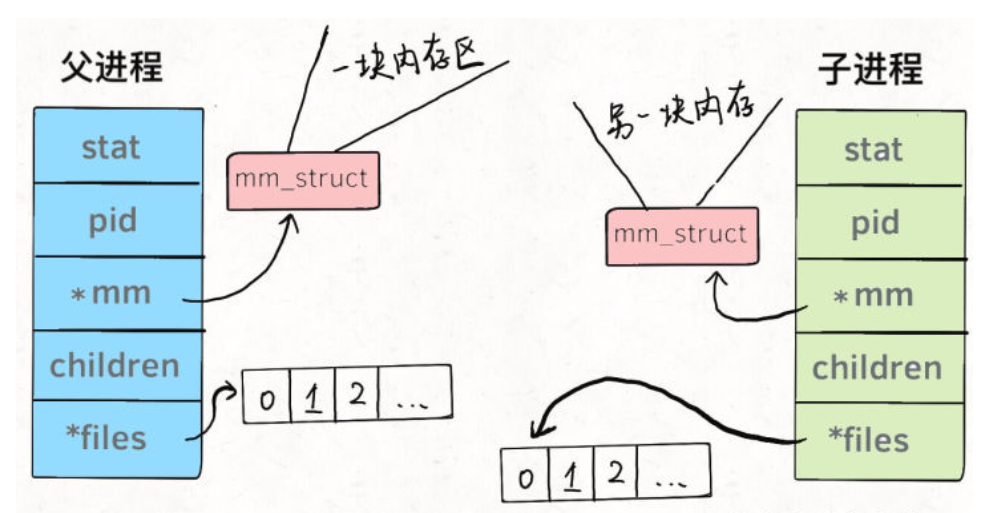 父进程
一块内存区
子进程
另一块内存
stat
mm_struct
stat
pid
mm_struct
pid
*mm
*mm
children
0 1 2 ...
children
*files
0 1 2 ...
*files